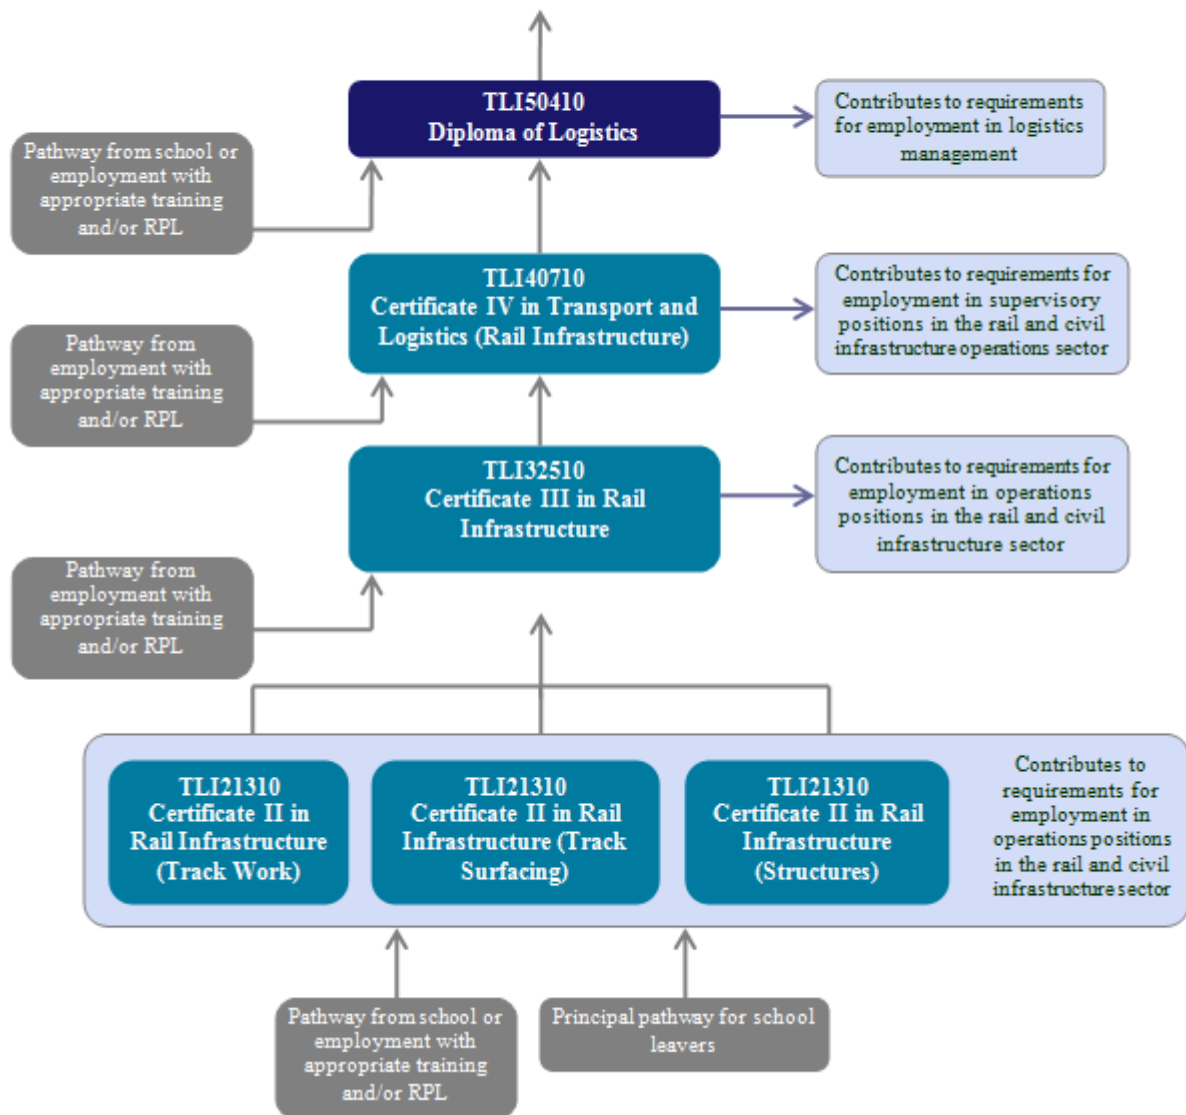 TLI50410
Diploma of Logistics
Contributes to requirements
for employment in logistics
management
Pathway from school or
employment with
appropriate training
and/or RPL
TLI40710
Certificate IV in Transport and
Logistics (Rail Infrastructure)
Contributes to requirements for
employment in supervisory
positions in the rail and civil
infrastructure operations sector
Pathway from
employment with
appropriate training
and/or RPL
TLI32510
Certificate III in Rail
Infrastructure
Contributes to requirements for
employment in operations
positions in the rail and civil
infrastructure sector
Pathway from
employment with
appropriate training
and/or RPL
TLI21310
Certificate II in
Rail Infrastructure
(Track Work)
TLI21310
Certificate II in Rail
Infrastructure (Track
Surfacing)
TLI21310
Certificate II in Rail
Infrastructure
(Structures)
Contributes to
requirements for
employment in
operations positions
in the rail and civil
infrastructure sector
Pathway from school or
employment with
appropriate training
and/or RPL
Principal pathway for school
leavers